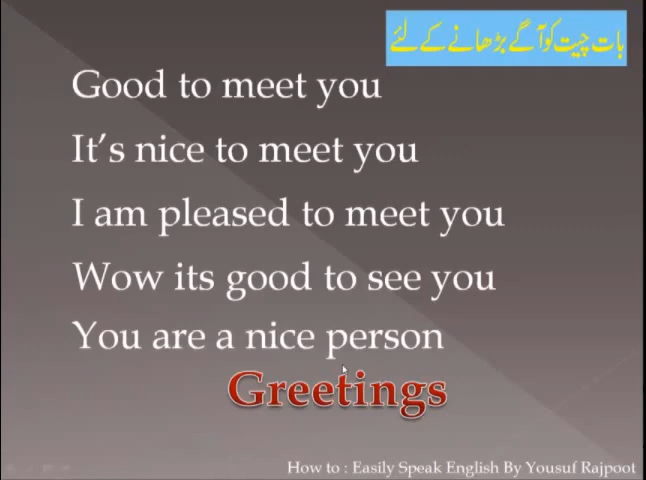 بات چیت کو آگے بڑھانے کے لئے
Good to meet you
It's nice to meet you
I am pleased to meet you
Wow its good to see you
You are a nice person
Greetings
How to : Easily Speak English By Yousuf Rajpoot